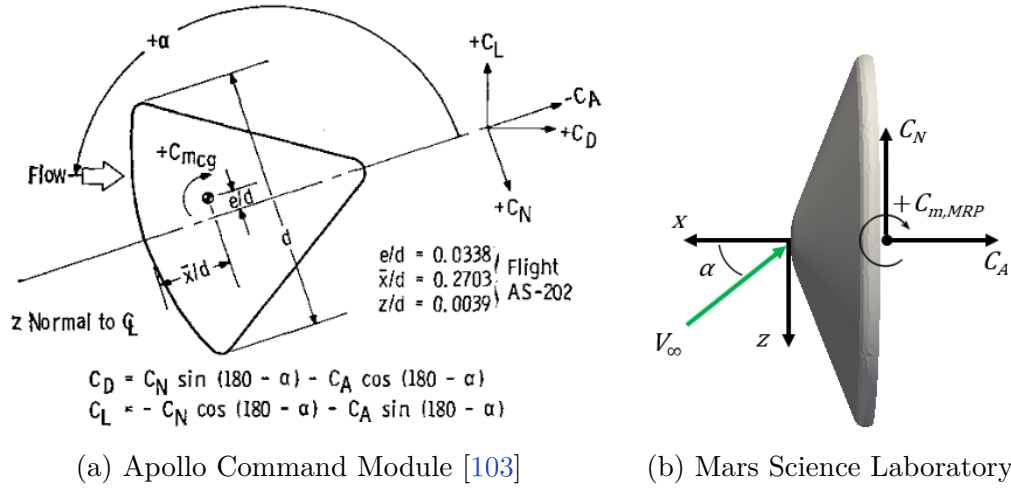 +α
+C_L
-C_A
+C_D
+C_N
Flow
+C_mcg
e/d
d
x̄/d
e/d = 0.0338
x̄/d = 0.2703
z/d = 0.0039
Flight
AS-202
z Normal to ℄
C_D = C_N sin (180 - α) - C_A cos (180 - α)
C_L = - C_N cos (180 - α) - C_A sin (180 - α)
(a) Apollo Command Module [103]
C_N
+ C_m,MRP
x
α
C_A
V_∞
z
(b) Mars Science Laboratory